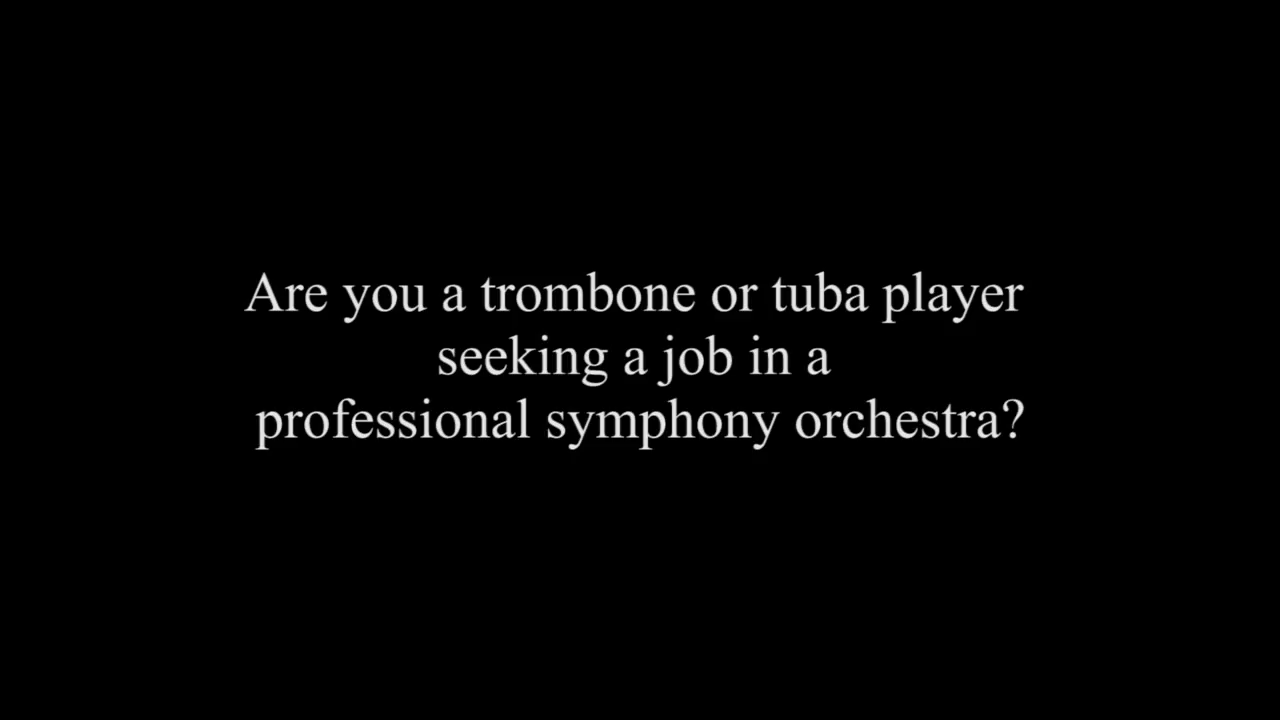 Are you a trombone or tuba player
seeking a job in a
professional symphony orchestra?